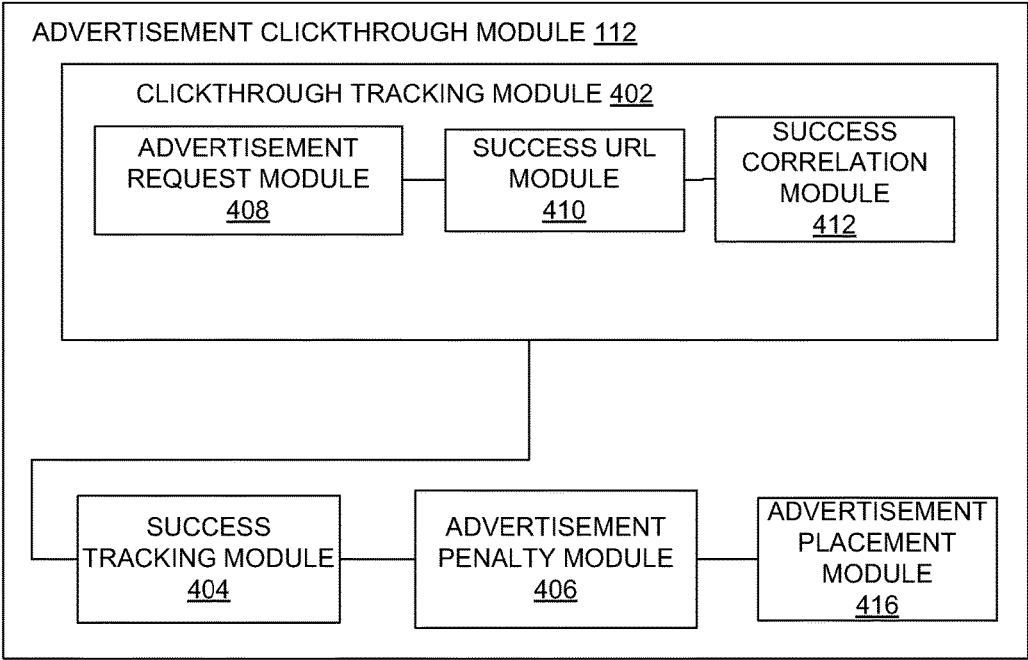 ADVERTISEMENT CLICKTHROUGH MODULE 112
CLICKTHROUGH TRACKING MODULE 402
ADVERTISEMENT
REQUEST MODULE
408
SUCCESS URL
MODULE
410
SUCCESS
CORRELATION
MODULE
412
SUCCESS
TRACKING MODULE
404
ADVERTISEMENT
PENALTY MODULE
406
ADVERTISEMENT
PLACEMENT
MODULE
416